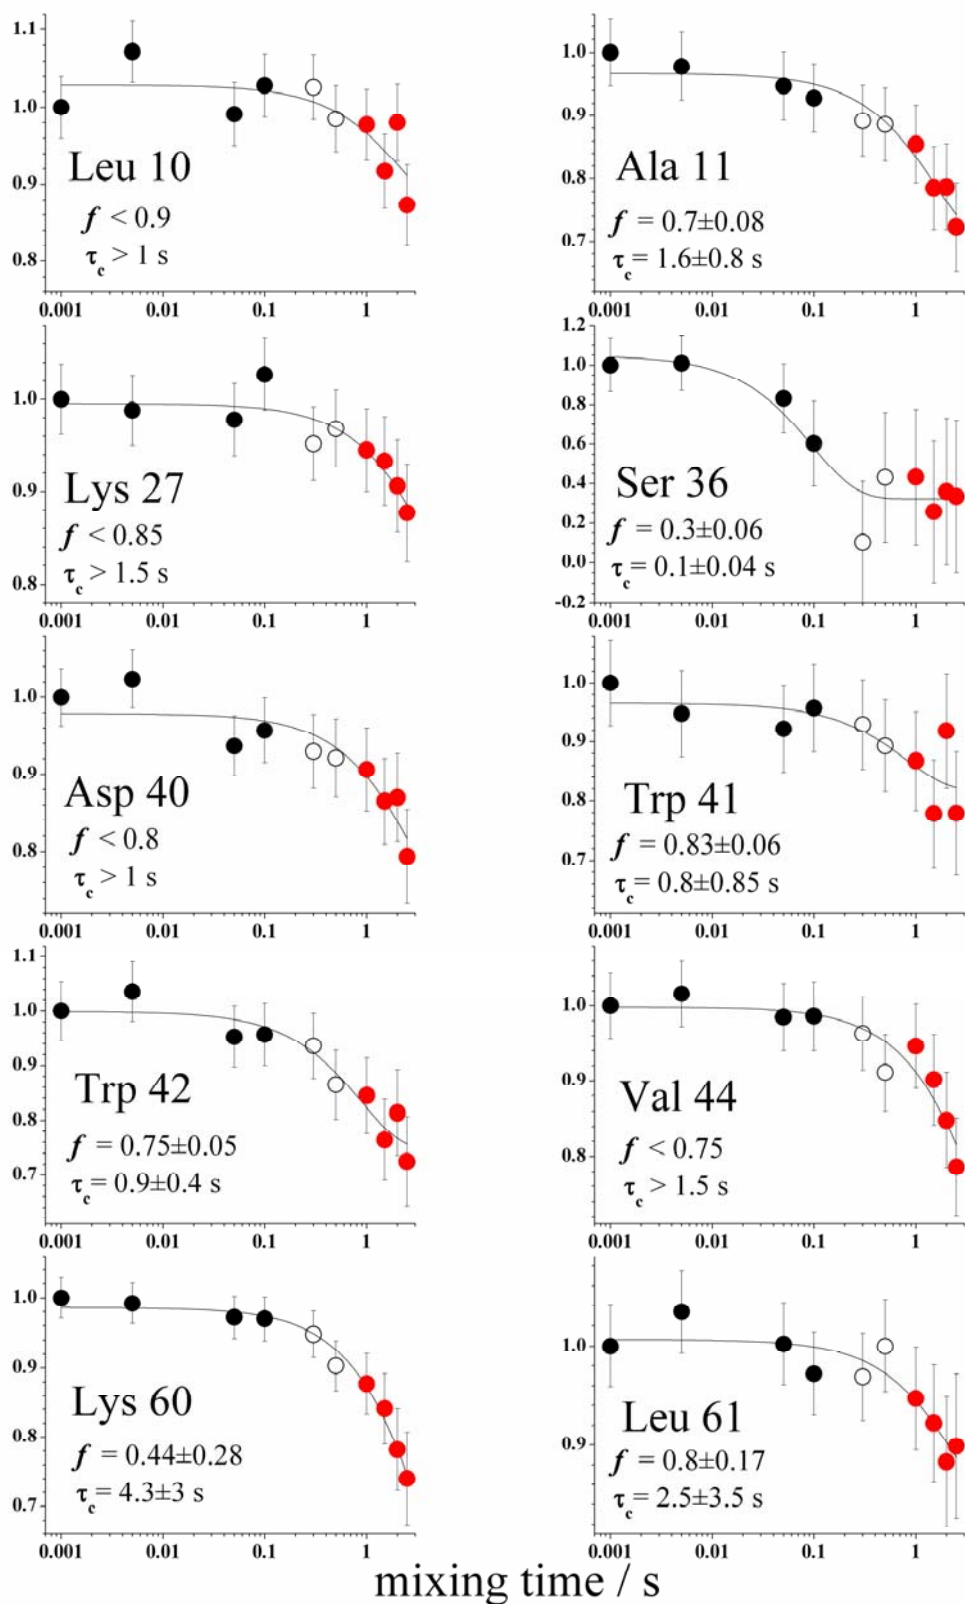 1.1
1.0
0.9
0.8
Leu 10
f < 0.9
τc > 1 s
0.001 0.01 0.1 1
1.0
0.9
0.8
0.7
Ala 11
f = 0.7±0.08
τc = 1.6±0.8 s
0.001 0.01 0.1 1
1.0
0.9
0.8
Lys 27
f < 0.85
τc > 1.5 s
0.001 0.01 0.1 1
1.2
1.0
0.8
0.6
0.4
0.2
0.0
-0.2
Ser 36
f = 0.3±0.06
τc = 0.1±0.04 s
0.001 0.01 0.1 1
1.0
0.9
0.8
Asp 40
f < 0.8
τc > 1 s
0.001 0.01 0.1 1
1.0
0.9
0.8
0.7
Trp 41
f = 0.83±0.06
τc = 0.8±0.85 s
0.001 0.01 0.1 1
1.1
1.0
0.9
0.8
0.7
Trp 42
f = 0.75±0.05
τc = 0.9±0.4 s
0.001 0.01 0.1 1
1.0
0.9
0.8
Val 44
f < 0.75
τc > 1.5 s
0.001 0.01 0.1 1
1.0
0.9
0.8
0.7
Lys 60
f = 0.44±0.28
τc = 4.3±3 s
0.001 0.01 0.1 1
1.0
0.9
Leu 61
f = 0.8±0.17
τc = 2.5±3.5 s
0.001 0.01 0.1 1
mixing time / s